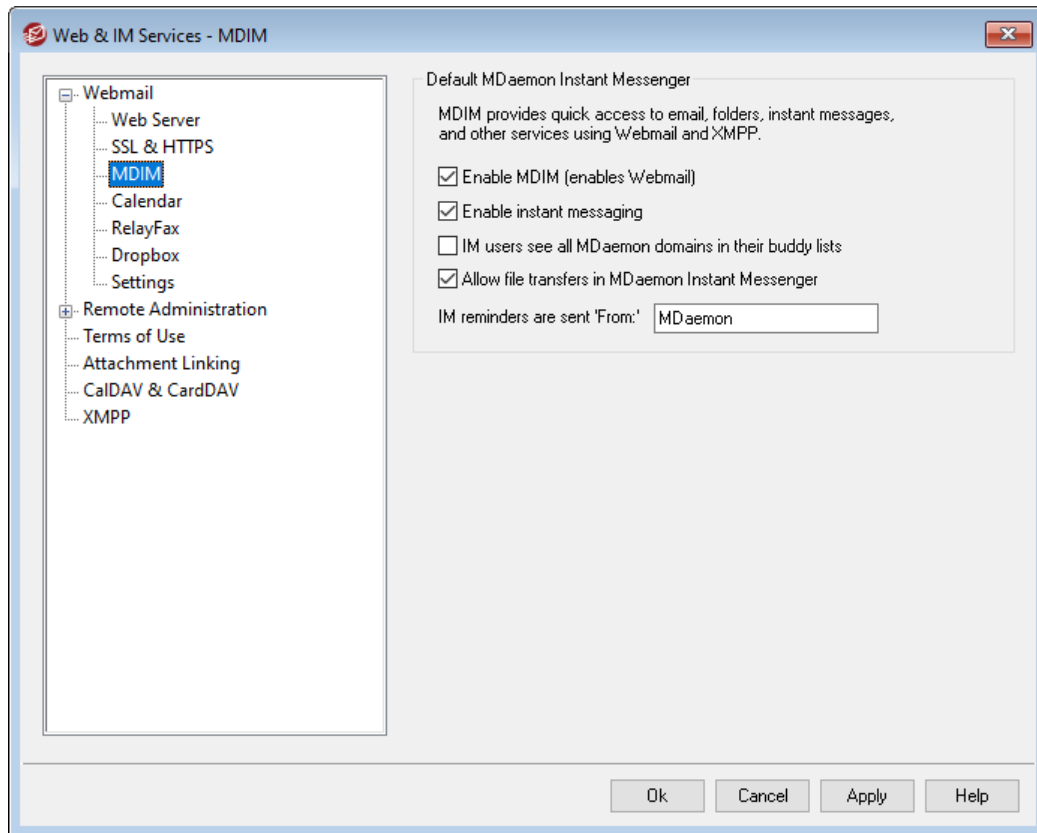 Web & IM Services - MDIM
Webmail
Web Server
SSL & HTTPS
MDIM
Calendar
RelayFax
Dropbox
Settings
Remote Administration
Terms of Use
Attachment Linking
CalDAV & CardDAV
XMPP
Default MDaemon Instant Messenger
MDIM provides quick access to email, folders, instant messages,
and other services using Webmail and XMPP.
Enable MDIM (enables Webmail)
Enable instant messaging
IM users see all MDaemon domains in their buddy lists
Allow file transfers in MDaemon Instant Messenger
IM reminders are sent 'From:' MDaemon
Ok Cancel Apply Help